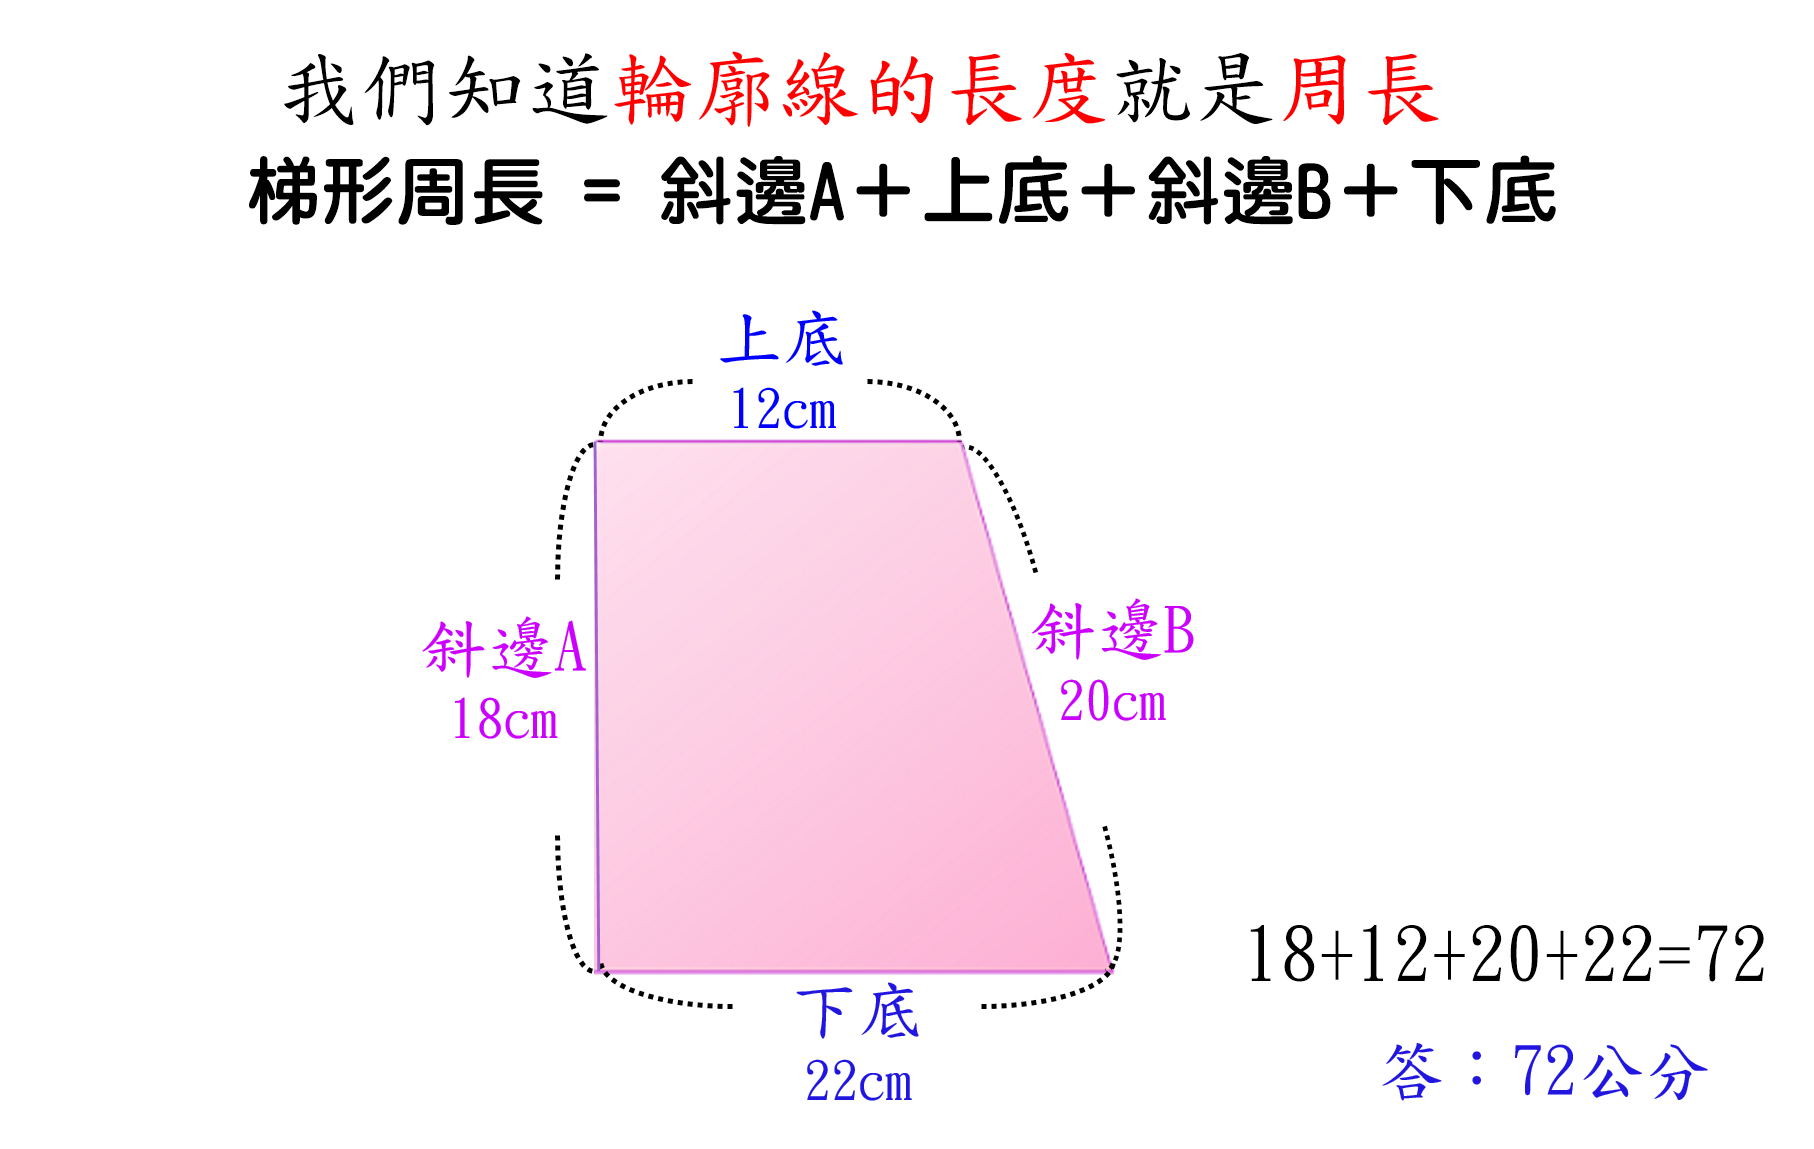 我們知道輪廓線的長度就是周長
梯形周長 = 斜邊A+上底+斜邊B+下底
上底
12cm
斜邊A
18cm
斜邊B
20cm
下底
22cm
18+12+20+22=72
答：72公分